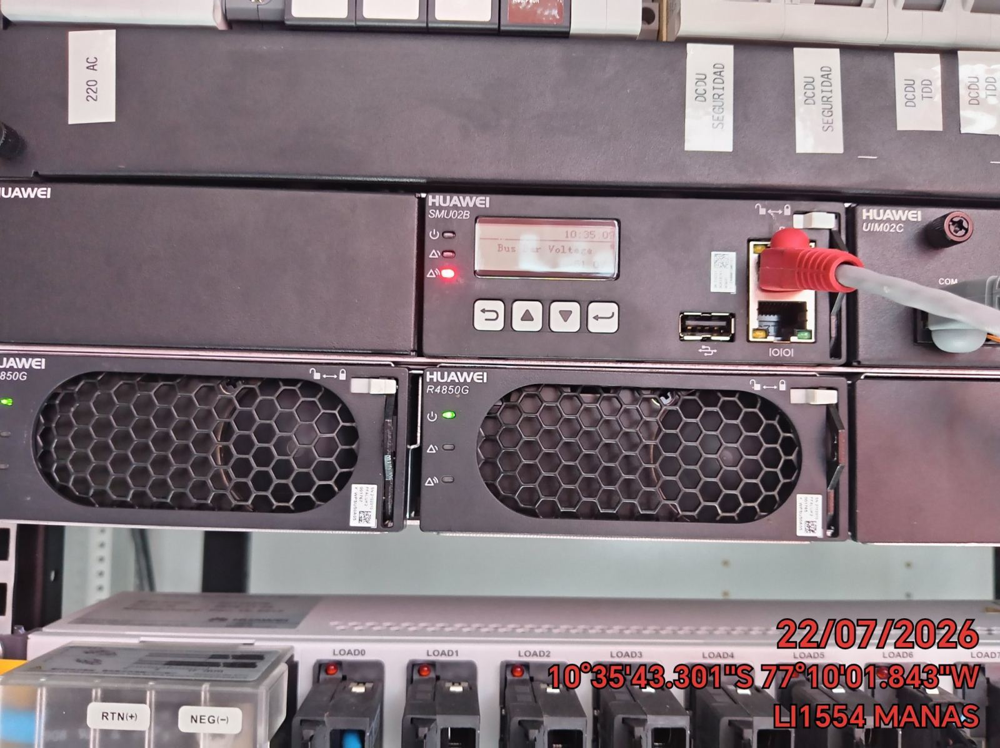 220 AC
DCDU
SEGURIDAD
DCDU
SEGURIDAD
DCDU
TDD
DCDU
TDD
HUAWEI
HUAWEI
SMU02B
10:35
Bus Bar Voltage
HUAWEI
UIM02C
COM
IOIOI
850G
HUAWEI
R4850G
LOAD0
LOAD1
LOAD2
LOAD3
LOAD4
LOAD5
LOAD6
LOAD7
RTN(+)
NEG(-)
22/07/2026
10°35'43.301"S 77°10'01.843"W
LI1554 MANAS